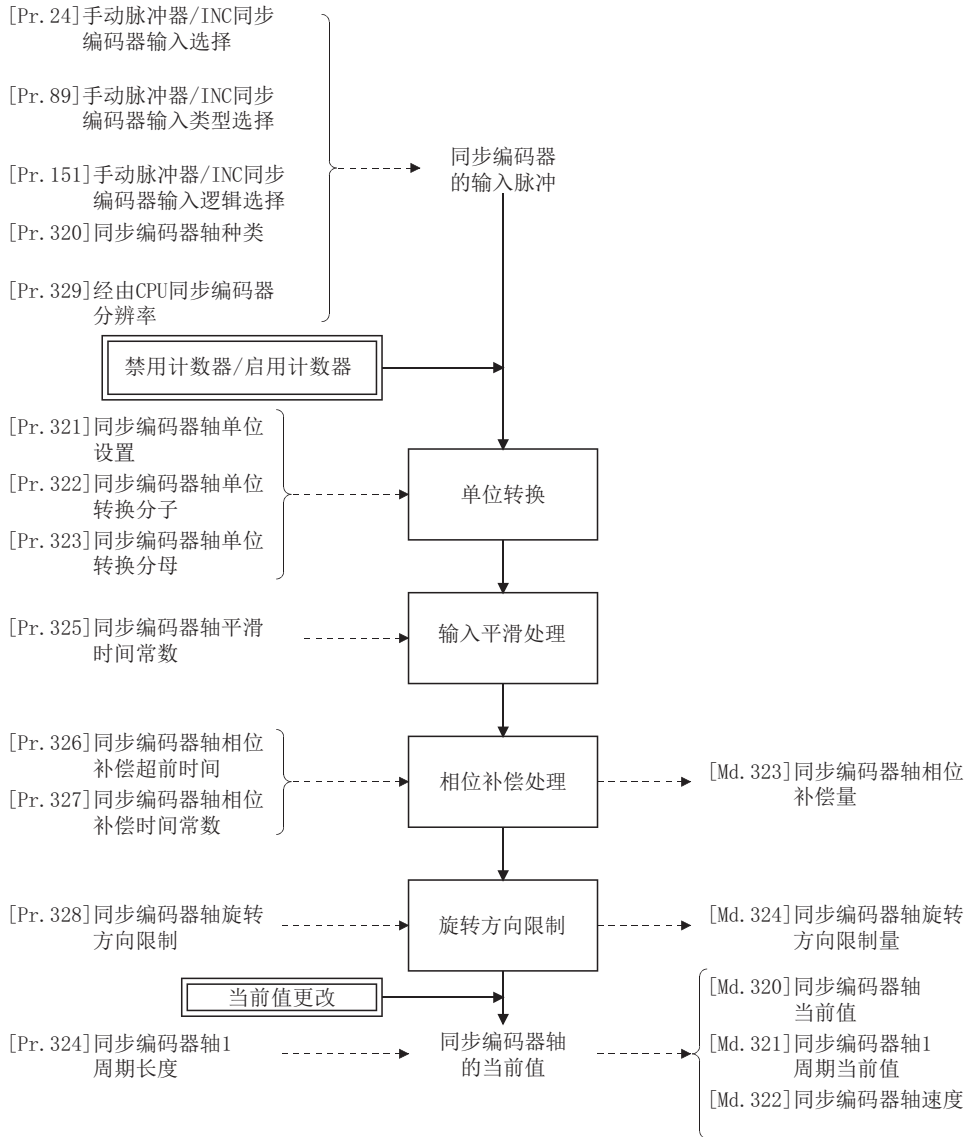 [Pr.24]手动脉冲器/INC同步
编码器输入选择
[Pr.89]手动脉冲器/INC同步
编码器输入类型选择
[Pr.151]手动脉冲器/INC同步
编码器输入逻辑选择
[Pr.320]同步编码器轴种类
[Pr.329]经由CPU同步编码器
分辨率
同步编码器
的输入脉冲
禁用计数器/启用计数器
[Pr.321]同步编码器轴单位
设置
[Pr.322]同步编码器轴单位
转换分子
[Pr.323]同步编码器轴单位
转换分母
单位转换
[Pr.325]同步编码器轴平滑
时间常数
输入平滑处理
[Pr.326]同步编码器轴相位
补偿超前时间
[Pr.327]同步编码器轴相位
补偿时间常数
相位补偿处理
[Md.323]同步编码器轴相位
补偿量
[Pr.328]同步编码器轴旋转
方向限制
旋转方向限制
[Md.324]同步编码器轴旋转
方向限制量
当前值更改
[Pr.324]同步编码器轴1
周期长度
同步编码器轴
的当前值
[Md.320]同步编码器轴
当前值
[Md.321]同步编码器轴1
周期当前值
[Md.322]同步编码器轴速度